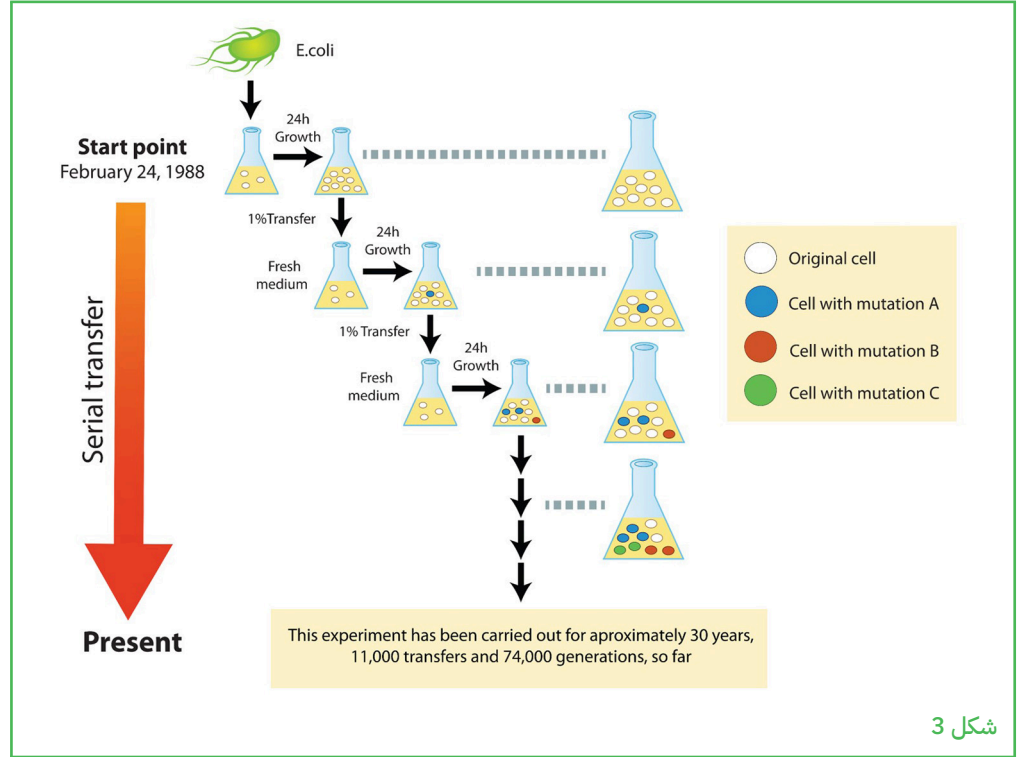 E.coli
24h
Growth
Start point
February 24, 1988
1%Transfer
24h
Growth
Fresh
medium
1% Transfer
24h
Growth
Fresh
medium
Serial transfer
Original cell
Cell with mutation A
Cell with mutation B
Cell with mutation C
Present
This experiment has been carried out for aproximately 30 years,
11,000 transfers and 74,000 generations, so far
شكل 3